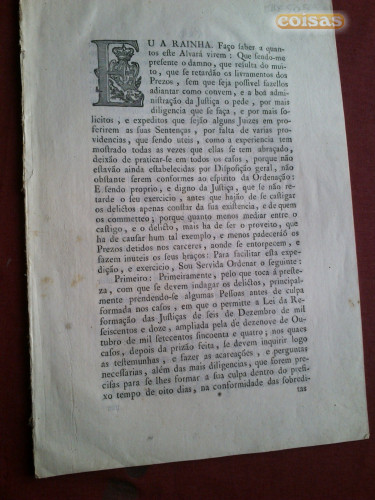 coisas
EU A RAINHA. Faço saber a quan-
tos este Alvará virem: Que sendo-me
presente o damno, que resulta do mui-
to, que se retardão os livramentos dos
Prezos, sem que seja possivel fazellos
adiantar como convem, e a boa admi-
nistração da Justiça o pede, por mais
diligencia que se faça, e por mais so-
licitos, e expeditos que sejão alguns Juizes em pro-
ferirem as suas Sentenças, por falta de varias pro-
videncias, que sendo uteis, como a experiencia tem
mostrado todas as vezes que ellas se tem abraçado,
deixão de praticar-se em todos os casos, porque não
estavão ainda estabelecidas por Disposição geral, não
obstante serem conformes ao espirito da Ordenação:
E sendo proprio, e digno da Justiça, que se não re-
tarde o seu exercicio, antes que hajão de se castigar
os delictos apenas constar da sua existencia, e de quem
os commetteo; porque quanto menos mediar entre o
castigo, e o delicto, mais ha de ser o proveito, que
ha de causar hum tal exemplo, e menos padecerão os
Prezos detidos nos carceres, aonde se entorpecem, e
fazem inuteis os seus braços: Para facilitar esta expe-
dição, e exercicio, Sou Servida Ordenar o seguinte:
Primeiro: Primeiramente, pelo que toca á preste-
za, com que se devem indagar os delictos, principal-
mente prendendo-se algumas Pessoas antes de culpa
formada nos casos, em que o permitte a Lei da Re-
formação das Justiças de seis de Dezembro de mil
seiscentos e doze, ampliada pela de dezenove de Ou-
tubro de mil setecentos sincoenta e quatro; nos quaes
casos, depois da prizão feita, se devem inquirir logo
as testemunhas, e fazer as acareações, e perguntas
necessarias, além das mais diligencias, que forem pre-
cisas para se lhes formar a sua culpa dentro do prefi-
xo tempo de oito dias, na conformidade das sobredi-
tas